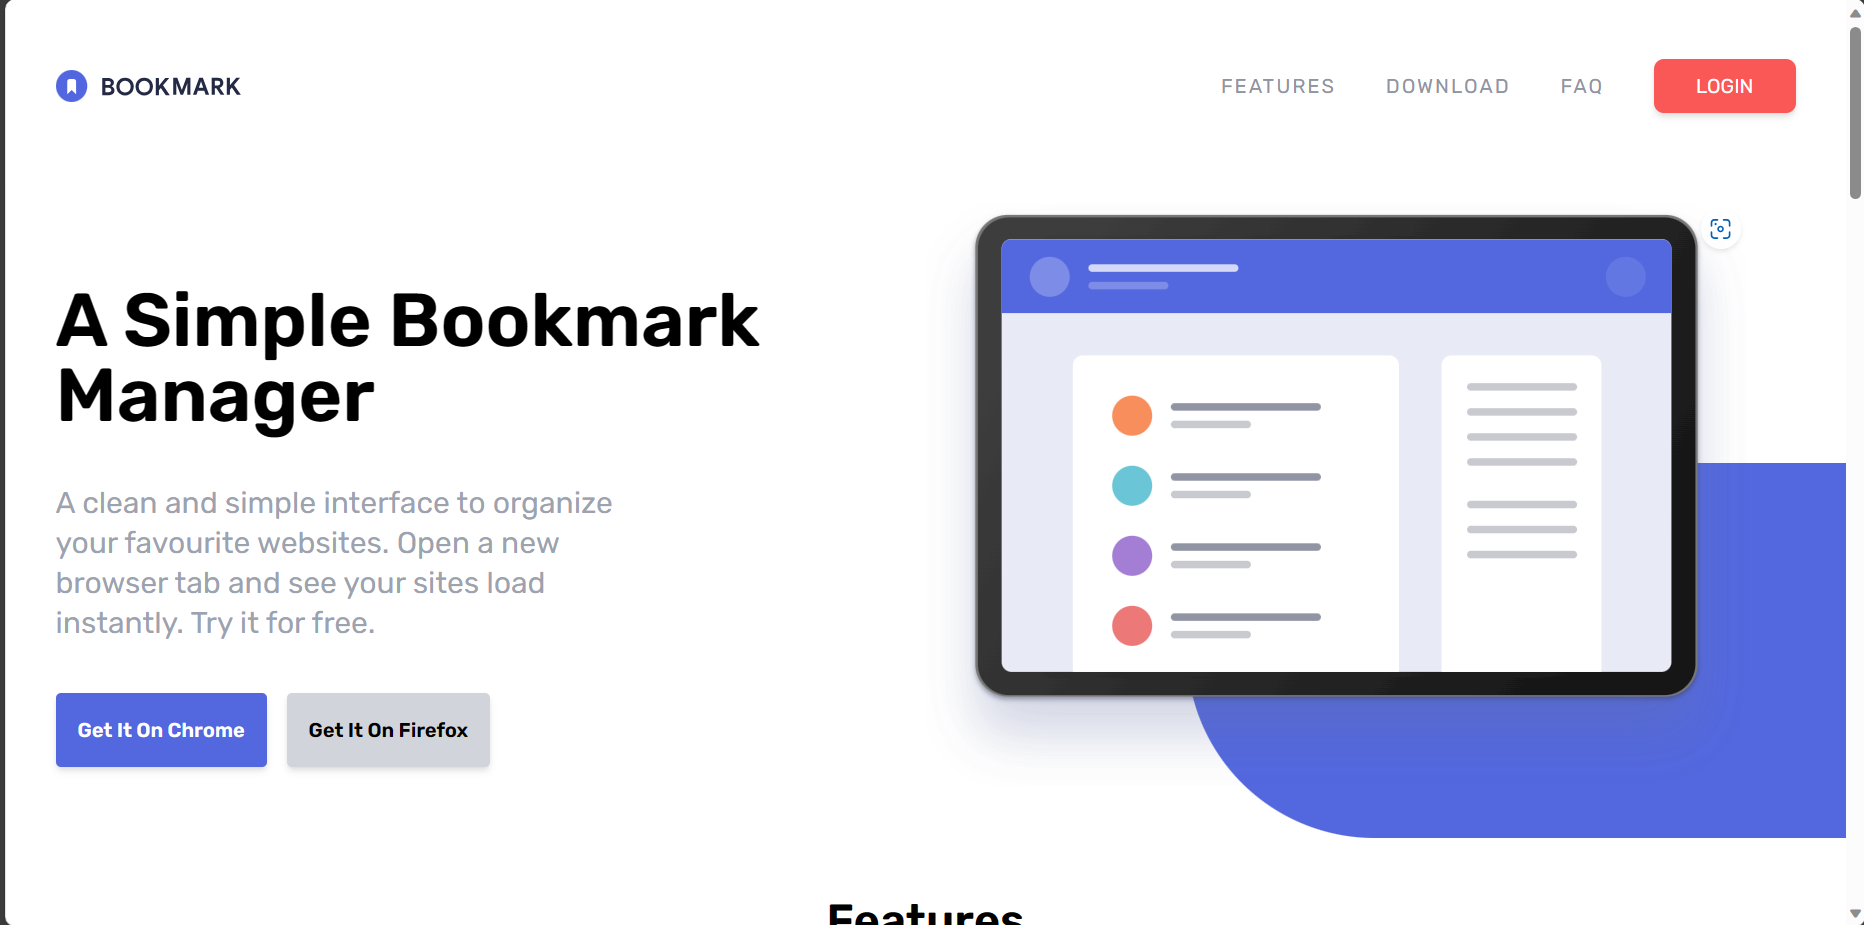 BOOKMARK
FEATURES
DOWNLOAD
FAQ
LOGIN
A Simple Bookmark
Manager
A clean and simple interface to organize
your favourite websites. Open a new
browser tab and see your sites load
instantly. Try it for free.
Get It On Chrome
Get It On Firefox
Features